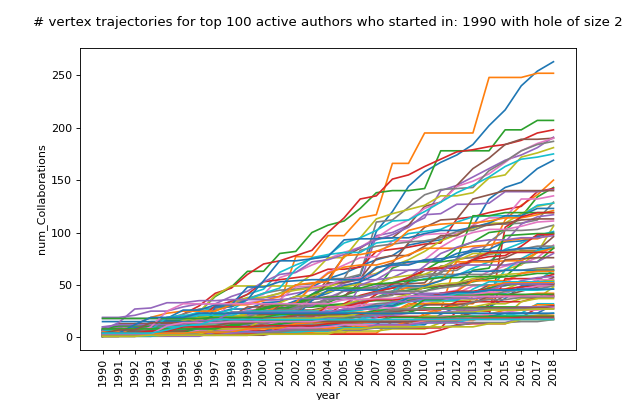 # vertex trajectories for top 100 active authors who started in: 1990 with hole of size 2
250
200
150
100
50
0
num_Collaborations
1990 1991 1992 1993 1994 1995 1996 1997 1998 1999 2000 2001 2002 2003 2004 2005 2006 2007 2008 2009 2010 2011 2012 2013 2014 2015 2016 2017 2018
year